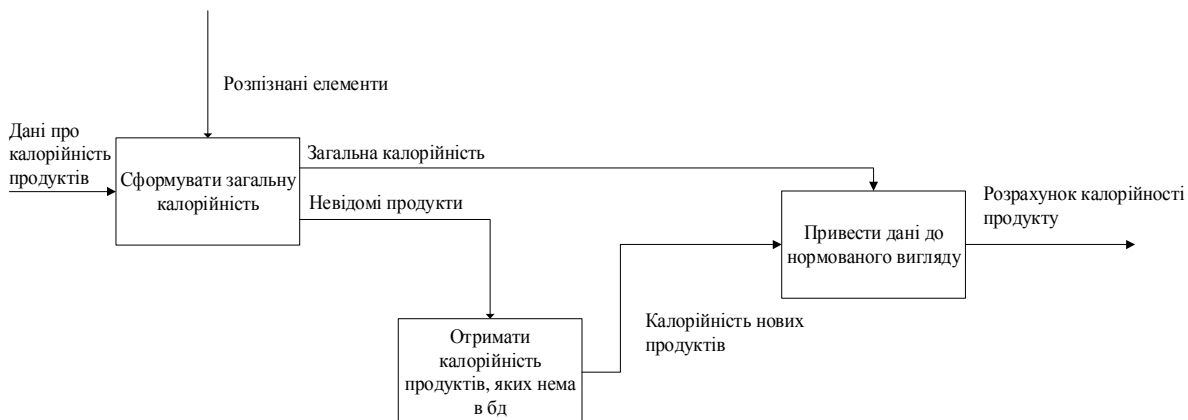 Розпізнані елементи
Дані про
калорійність
продуктів
Сформувати загальну
калорійність
Загальна калорійність
Невідомі продукти
Привести дані до
нормованого вигляду
Розрахунок калорійності
продукту
Отримати
калорійність
продуктів, яких нема
в бд
Калорійність нових
продуктів